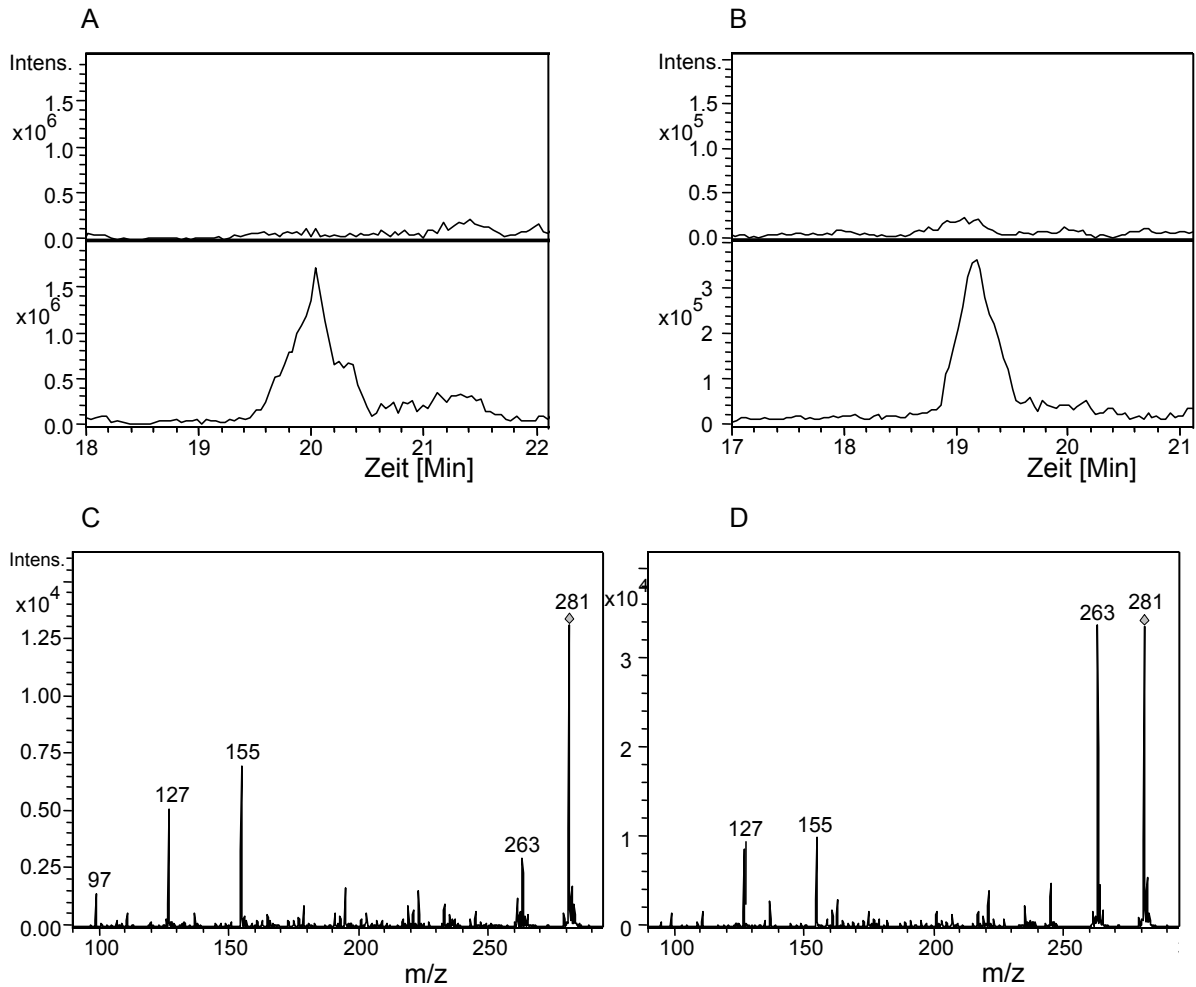 A
B
Intens.
x10^6
1.5
1.0
0.5
0.0
x10^6
1.5
1.0
0.5
0.0
18 19 20 21 22
Zeit [Min]
Intens.
x10^5
1.5
1.0
0.5
0.0
x10^5
3
2
1
0
17 18 19 20 21
Zeit [Min]
C
D
Intens.
x10^4
1.25
1.00
0.75
0.50
0.25
0.00
97
127
155
263
281
100 150 200 250
m/z
x10^4
3
2
1
0
127
155
263
281
100 150 200 250
m/z